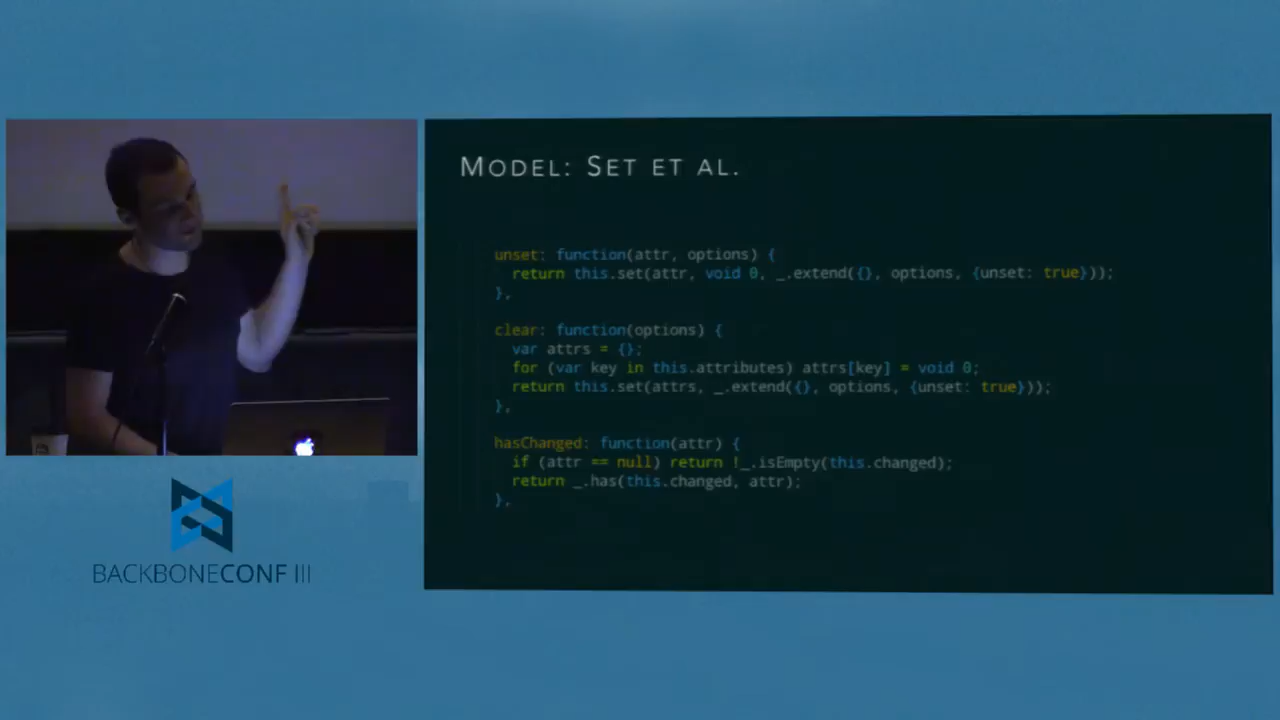 MODEL: SET ET AL.
unset: function(attr, options) {
return this.set(attr, void 0, _.extend({}, options, {unset: true}));
},
clear: function(options) {
var attrs = {};
for (var key in this.attributes) attrs[key] = void 0;
return this.set(attrs, _.extend({}, options, {unset: true}));
},
hasChanged: function(attr) {
if (attr == null) return !_.isEmpty(this.changed);
return _.has(this.changed, attr);
},
BACKBONECONF III